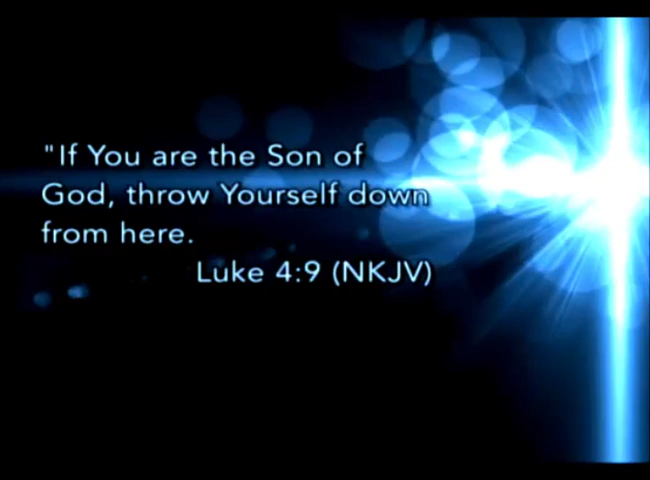 "If You are the Son of
God, throw Yourself down
from here.
Luke 4:9 (NKJV)